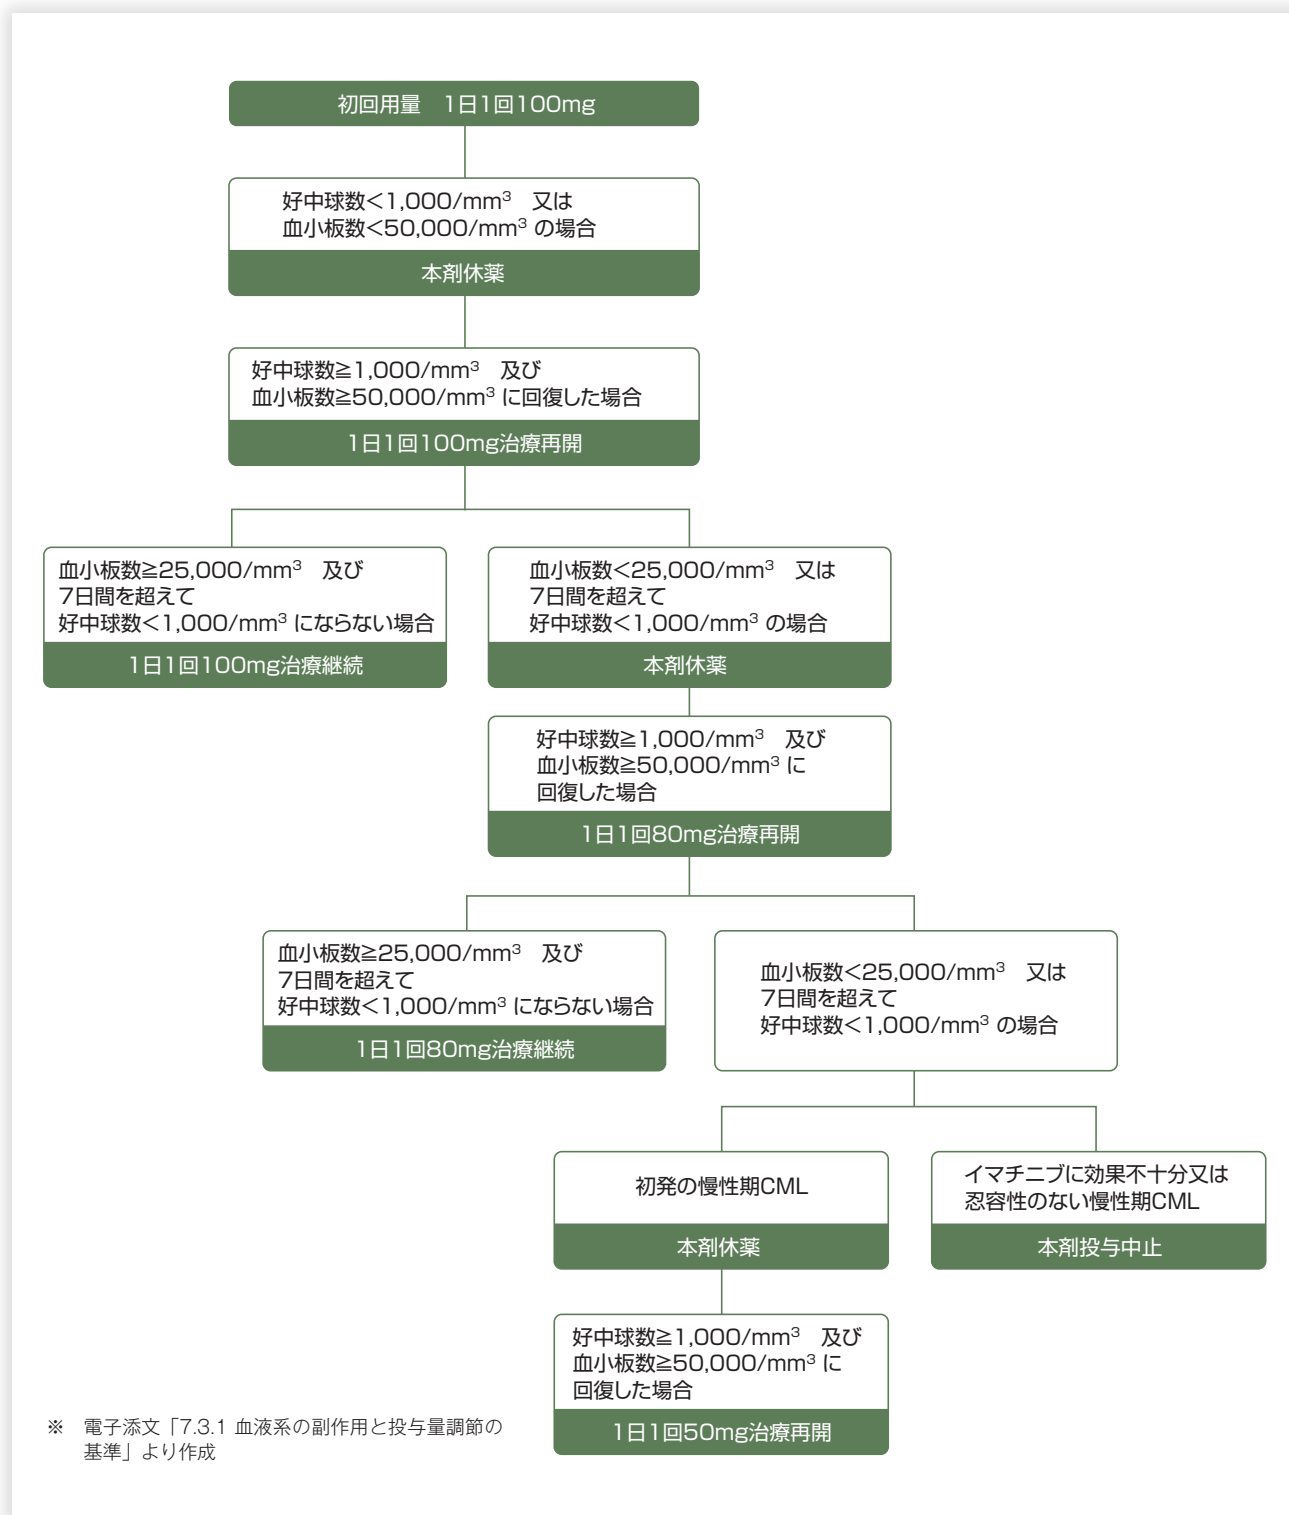 初回用量　1日1回100mg
好中球数<1,000/mm³　又は
血小板数<50,000/mm³ の場合
本剤休薬
好中球数≧1,000/mm³　及び
血小板数≧50,000/mm³ に回復した場合
1日1回100mg治療再開
血小板数≧25,000/mm³　及び
7日間を超えて
好中球数<1,000/mm³ にならない場合
1日1回100mg治療継続
血小板数<25,000/mm³　又は
7日間を超えて
好中球数<1,000/mm³ の場合
本剤休薬
好中球数≧1,000/mm³　及び
血小板数≧50,000/mm³ に
回復した場合
1日1回80mg治療再開
血小板数≧25,000/mm³　及び
7日間を超えて
好中球数<1,000/mm³ にならない場合
1日1回80mg治療継続
血小板数<25,000/mm³　又は
7日間を超えて
好中球数<1,000/mm³ の場合
初発の慢性期CML
本剤休薬
イマチニブに効果不十分又は
忍容性のない慢性期CML
本剤投与中止
好中球数≧1,000/mm³　及び
血小板数≧50,000/mm³ に
回復した場合
1日1回50mg治療再開
※　電子添文「7.3.1 血液系の副作用と投与量調節の
基準」より作成